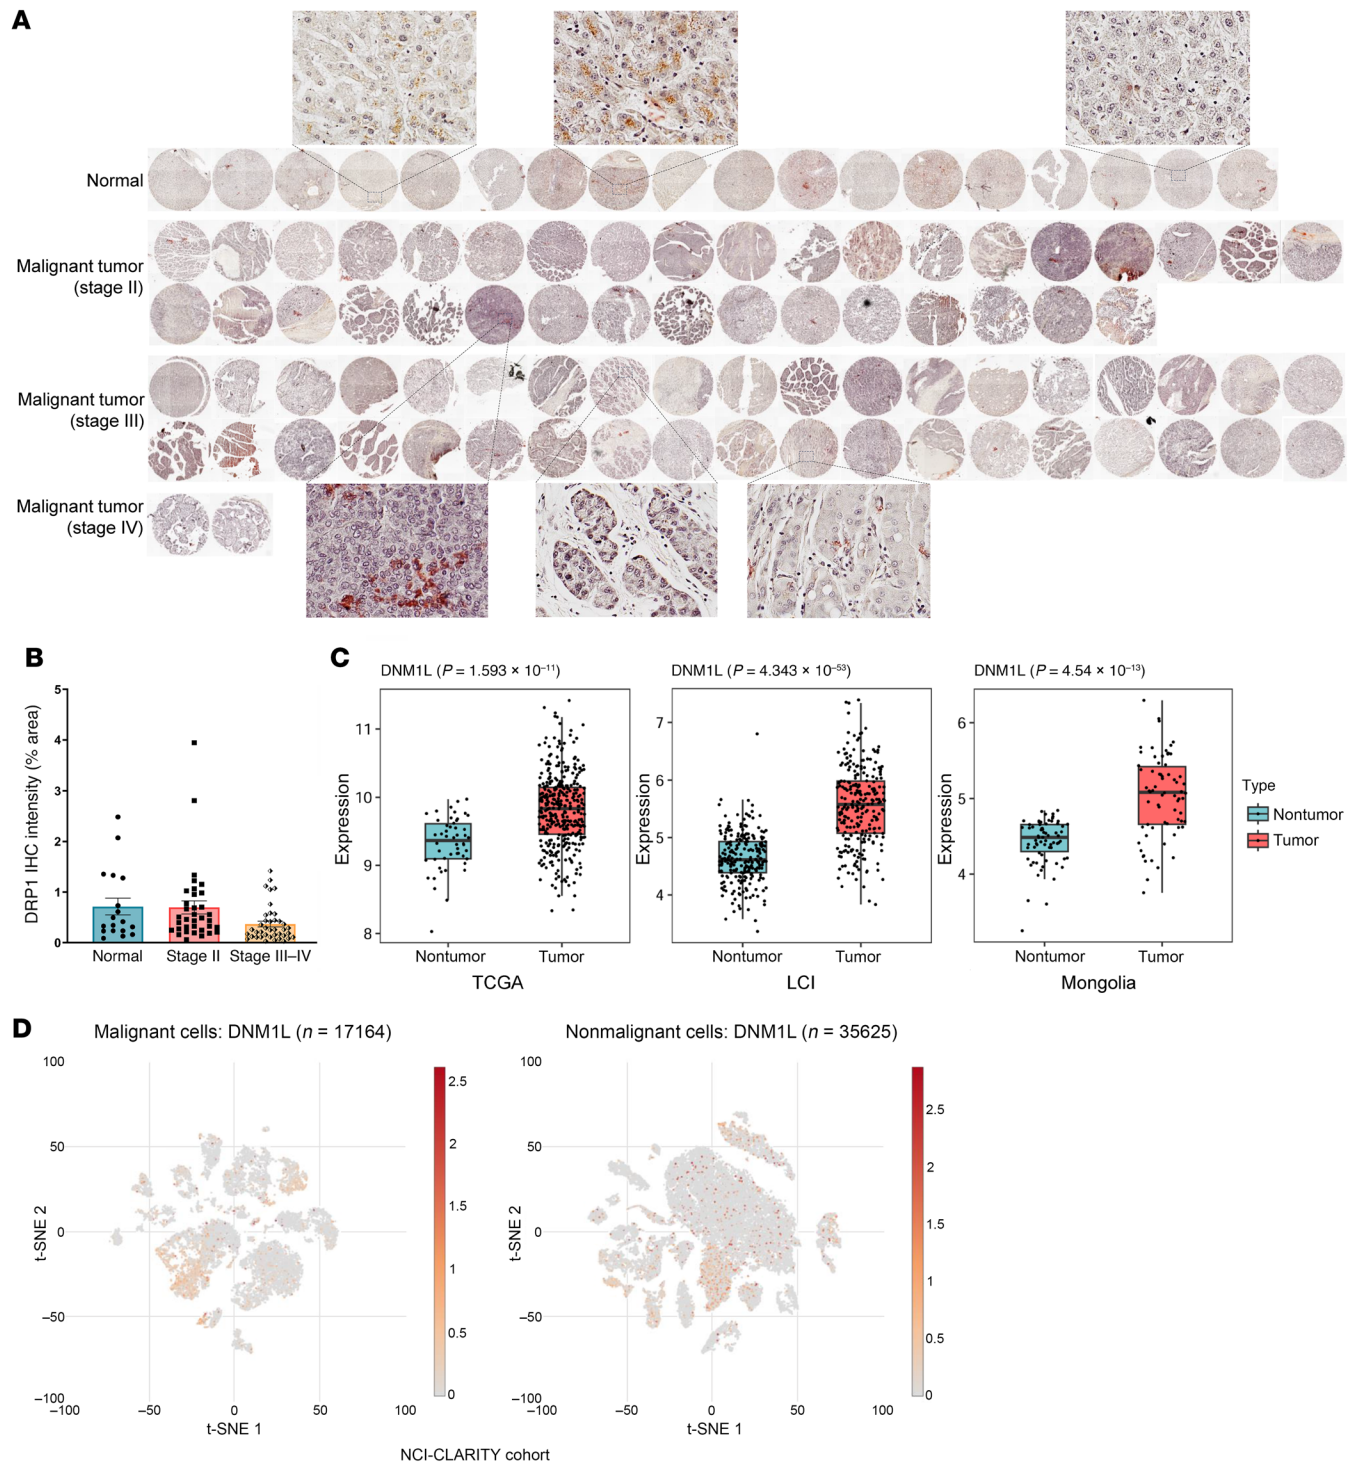 A
Normal
Malignant tumor
(stage II)
Malignant tumor
(stage III)
Malignant tumor
(stage IV)
B
DRP1 IHC intensity (% area)
5
4
3
2
1
0
Normal
Stage II
Stage III–IV
C
DNM1L (P = 1.593 × 10⁻¹¹)
Expression
11
10
9
8
Nontumor
Tumor
TCGA
DNM1L (P = 4.343 × 10⁻⁵³)
Expression
7
6
5
4
Nontumor
Tumor
LCI
DNM1L (P = 4.54 × 10⁻¹³)
Expression
6
5
4
Nontumor
Tumor
Mongolia
Type
Nontumor
Tumor
D
Malignant cells: DNM1L (n = 17164)
t-SNE 2
100
50
0
–50
–100
–100
–50
0
50
100
t-SNE 1
2.5
2
1.5
1
0.5
0
Nonmalignant cells: DNM1L (n = 35625)
t-SNE 2
100
50
0
–50
–100
–100
–50
0
50
100
t-SNE 1
2.5
2
1.5
1
0.5
0
NCI-CLARITY cohort